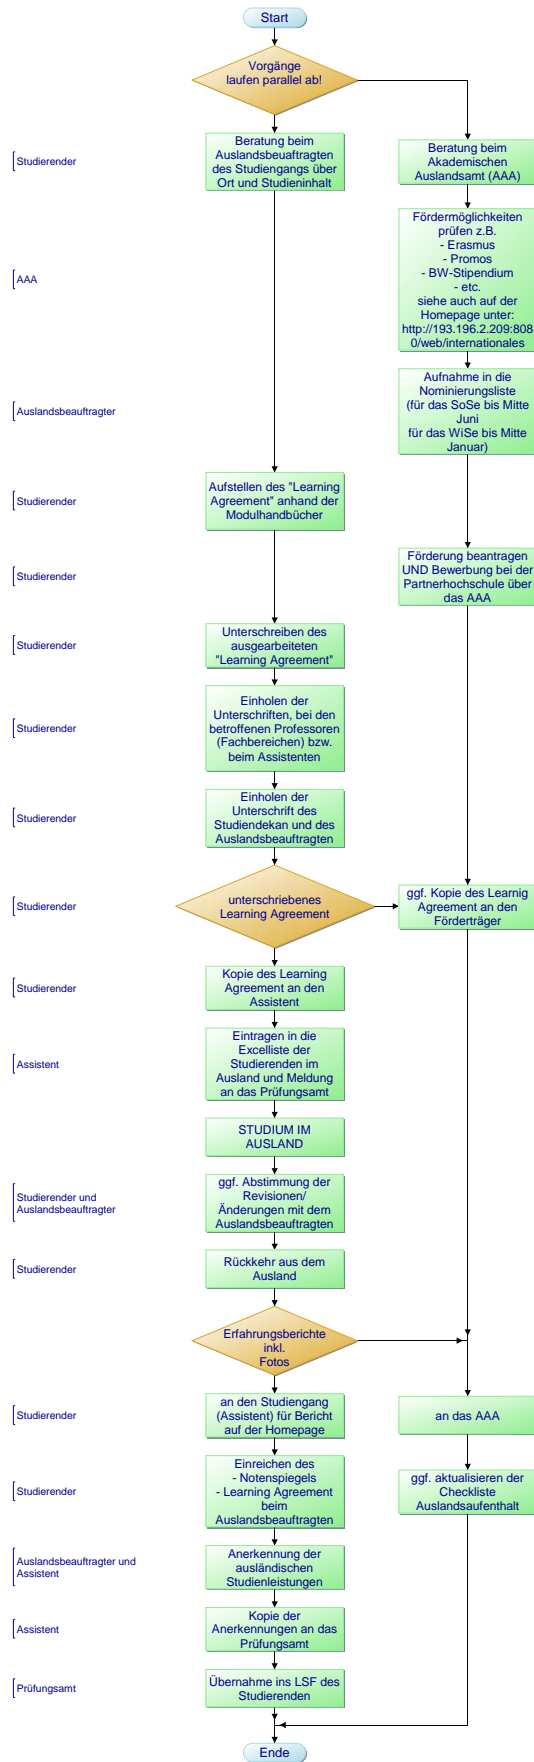 Start
Vorgänge
laufen parallel ab!
Studierender
Beratung beim
Auslandsbeuaftragten
des Studiengangs über
Ort und Studieninhalt
Beratung beim
Akademischen
Auslandsamt (AAA)
AAA
Fördermöglichkeiten
prüfen z.B.
- Erasmus
- Promos
- BW-Stipendium
- etc.
siehe auch auf der
Homepage unter:
http://193.196.2.209:808
0/web/internationales
Auslandsbeauftragter
Aufnahme in die
Nominierungsliste
(für das SoSe bis Mitte
Juni
für das WiSe bis Mitte
Januar)
Studierender
Aufstellen des "Learning
Agreement" anhand der
Modulhandbücher
Studierender
Förderung beantragen
UND Bewerbung bei der
Partnerhochschule über
das AAA
Studierender
Unterschreiben des
ausgearbeiteten
"Learning Agreement"
Studierender
Einholen der
Unterschriften, bei den
betroffenen Professoren
(Fachbereichen) bzw.
beim Assistenten
Studierender
Einholen der
Unterschrift des
Studiendekan und des
Auslandsbeauftragten
Studierender
unterschriebenes
Learning Agreement
ggf. Kopie des Learnig
Agreement an den
Förderträger
Studierender
Kopie des Learning
Agreement an den
Assistent
Assistent
Eintragen in die
Excelliste der
Studierenden im
Ausland und Meldung
an das Prüfungsamt
STUDIUM IM
AUSLAND
Studierender und
Auslandsbeauftragter
ggf. Abstimmung der
Revisionen/
Änderungen mit dem
Auslandsbeauftragten
Studierender
Rückkehr aus dem
Ausland
Erfahrungsberichte
inkl.
Fotos
Studierender
an den Studiengang
(Assistent) für Bericht
auf der Homepage
an das AAA
Studierender
Einreichen des
- Notenspiegels
- Learning Agreement
beim
Auslandsbeauftragten
ggf. aktualisieren der
Checkliste
Auslandsaufenthalt
Auslandsbeauftragter und
Assistent
Anerkennung der
ausländischen
Studienleistungen
Assistent
Kopie der
Anerkennungen an das
Prüfungsamt
Prüfungsamt
Übernahme ins LSF des
Studierenden
Ende